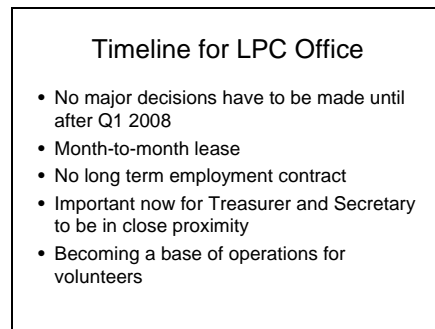 Timeline for LPC Office
• No major decisions have to be made until
after Q1 2008
• Month-to-month lease
• No long term employment contract
• Important now for Treasurer and Secretary
to be in close proximity
• Becoming a base of operations for
volunteers